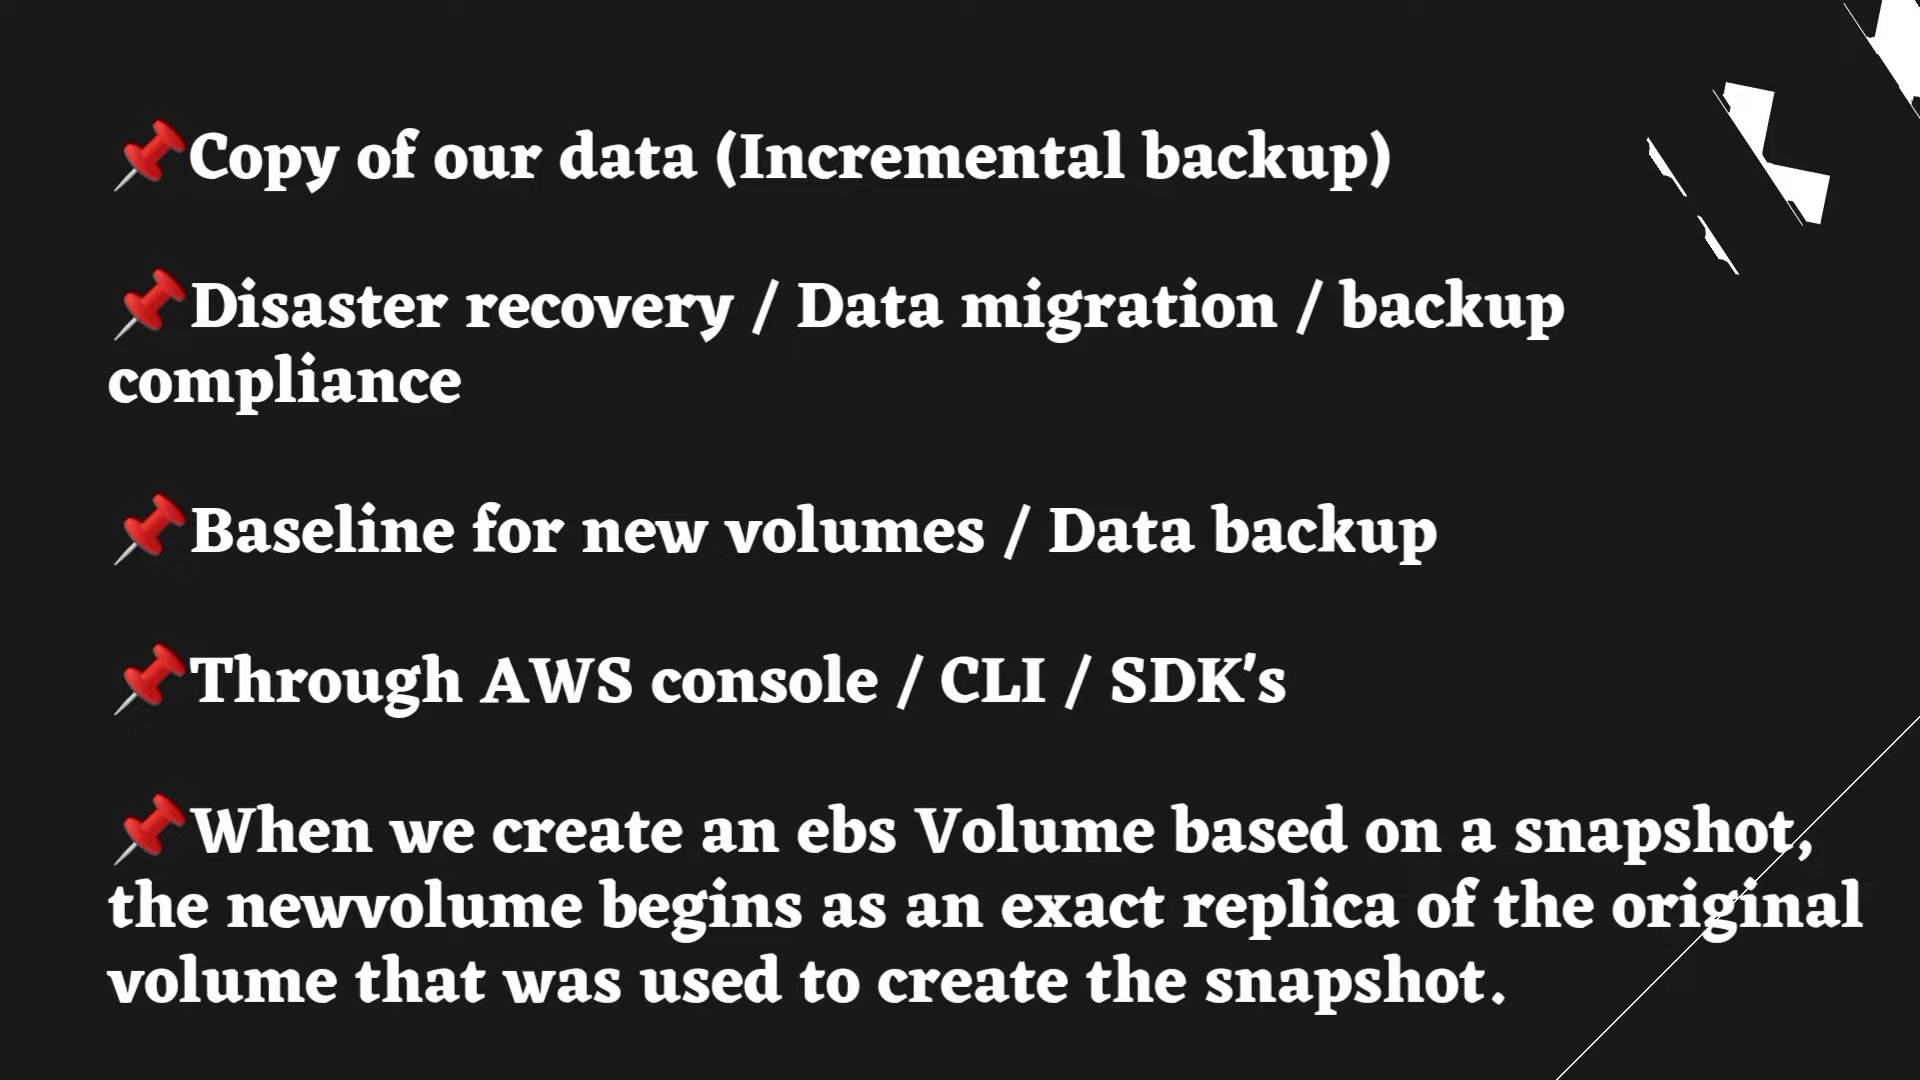 📌Copy of our data (Incremental backup)
📌Disaster recovery / Data migration / backup
compliance
📌Baseline for new volumes / Data backup
📌Through AWS console / CLI / SDK's
📌When we create an ebs Volume based on a snapshot,
the newvolume begins as an exact replica of the original
volume that was used to create the snapshot.